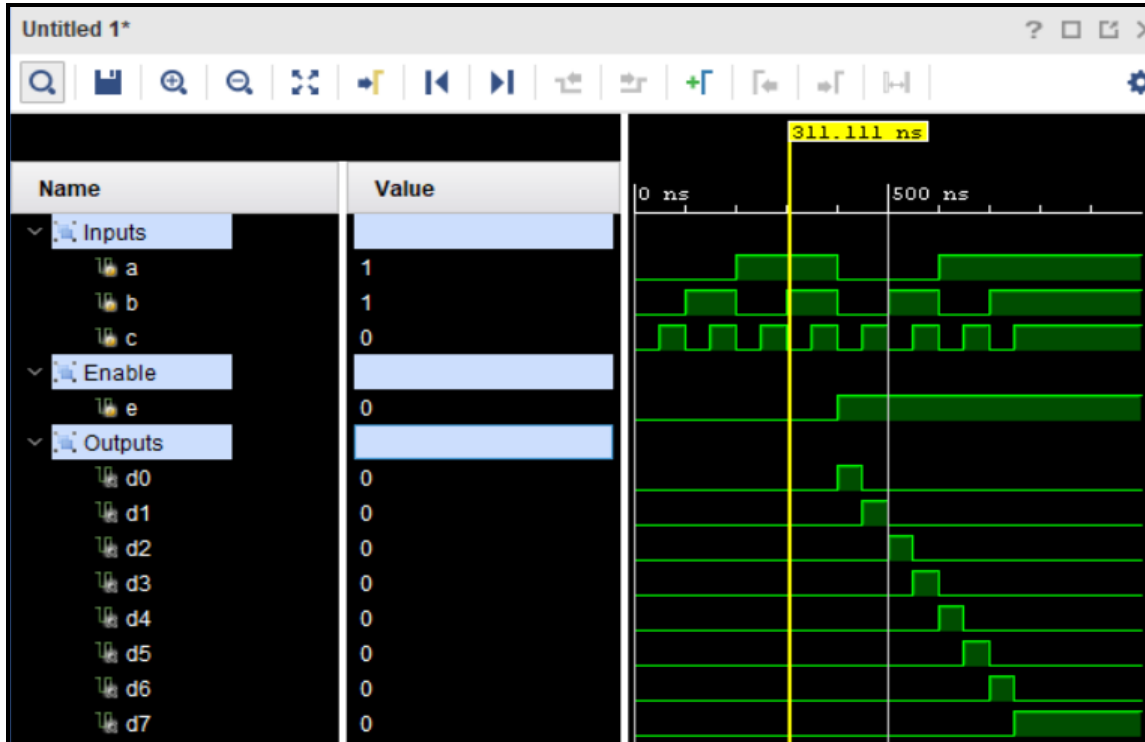 Untitled 1*
311.111 ns
Name Value 0 ns 500 ns
Inputs
a 1
b 1
c 0
Enable
e 0
Outputs
d0 0
d1 0
d2 0
d3 0
d4 0
d5 0
d6 0
d7 0